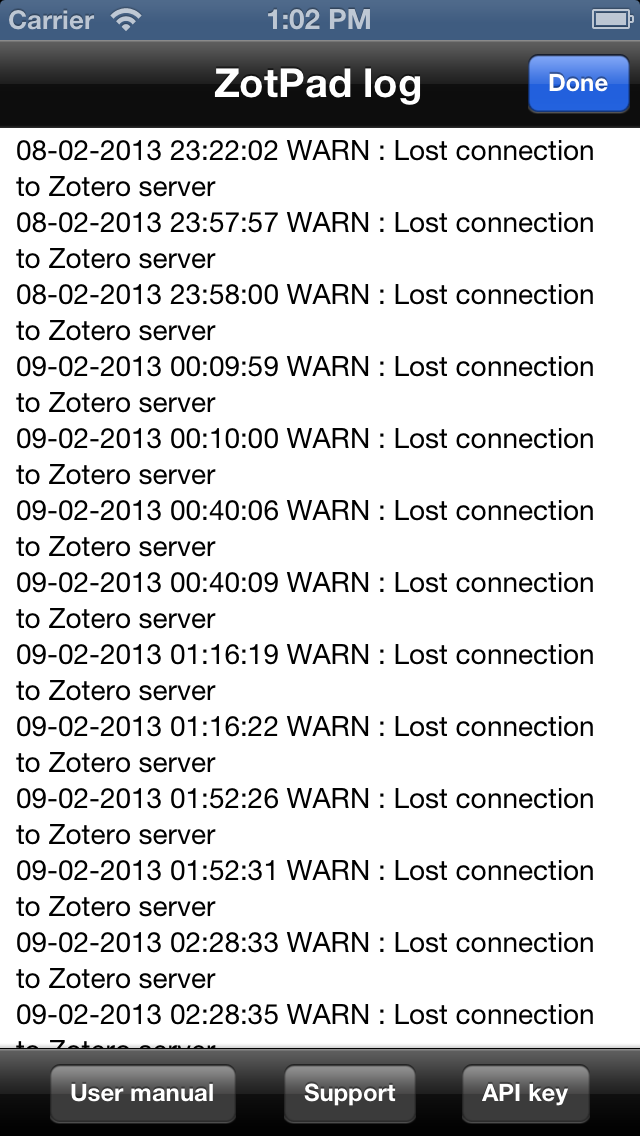 Carrier 1:02 PM
ZotPad log Done
08-02-2013 23:22:02 WARN : Lost connection
to Zotero server
08-02-2013 23:57:57 WARN : Lost connection
to Zotero server
08-02-2013 23:58:00 WARN : Lost connection
to Zotero server
09-02-2013 00:09:59 WARN : Lost connection
to Zotero server
09-02-2013 00:10:00 WARN : Lost connection
to Zotero server
09-02-2013 00:40:06 WARN : Lost connection
to Zotero server
09-02-2013 00:40:09 WARN : Lost connection
to Zotero server
09-02-2013 01:16:19 WARN : Lost connection
to Zotero server
09-02-2013 01:16:22 WARN : Lost connection
to Zotero server
09-02-2013 01:52:26 WARN : Lost connection
to Zotero server
09-02-2013 01:52:31 WARN : Lost connection
to Zotero server
09-02-2013 02:28:33 WARN : Lost connection
to Zotero server
09-02-2013 02:28:35 WARN : Lost connection
to Zotero server
User manual Support API key